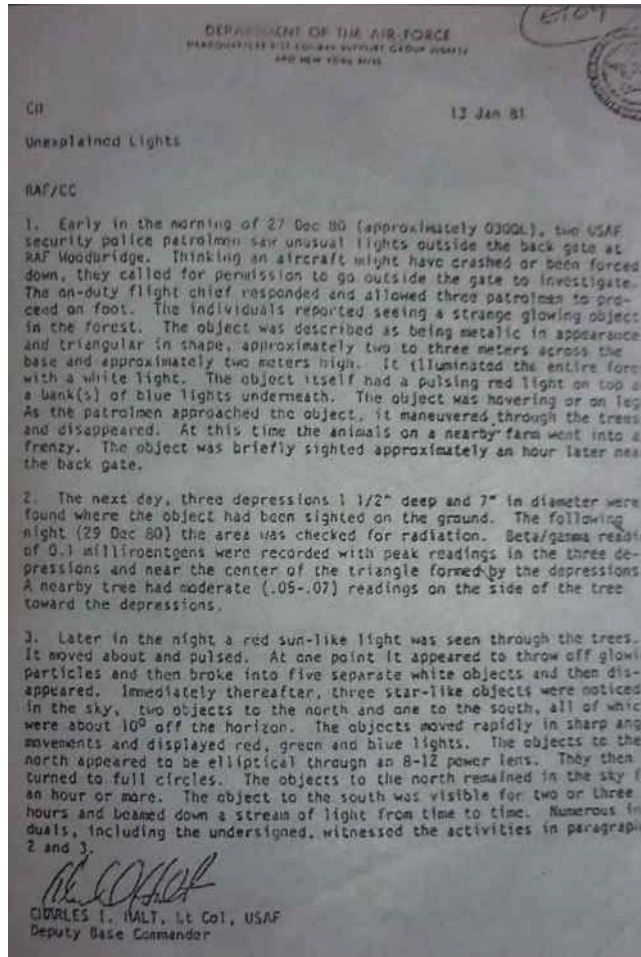 DEPARTMENT OF THE AIR FORCE
HEADQUARTERS COMBAT SUPPORT GROUP
APO NEW YORK
CD
13 Jan 81
Unexplained Lights
RAF/CC
1. Early in the morning of 27 Dec 80 (approximately 0300L), two USAF
security police patrolmen saw unusual lights outside the back gate at
RAF Woodbridge. Thinking an aircraft might have crashed or been forced
down, they called for permission to go outside the gate to investigate.
The on-duty flight chief responded and allowed three patrolmen to pro-
ceed on foot. The individuals reported seeing a strange glowing object
in the forest. The object was described as being metalic in appearance
and triangular in shape, approximately two to three meters across the
base and approximately two meters high. It illuminated the entire fore
with a white light. The object itself had a pulsing red light on top a
a bank(s) of blue lights underneath. The object was hovering or on leg
As the patrolmen approached the object, it maneuvered through the trees
and disappeared. At this time the animals on a nearby farm went into a
frenzy. The object was briefly sighted approximately an hour later nea
the back gate.
2. The next day, three depressions 1 1/2" deep and 7" in diameter were
found where the object had been sighted on the ground. The following
night (29 Dec 80) the area was checked for radiation. Beta/gamma readi
of 0.1 milliroentgens were recorded with peak readings in the three de-
pressions and near the center of the triangle formed by the depressions
A nearby tree had moderate (.05-.07) readings on the side of the tree
toward the depressions.
3. Later in the night a red sun-like light was seen through the trees.
It moved about and pulsed. At one point it appeared to throw off glowi
particles and then broke into five separate white objects and then dis-
appeared. Immediately thereafter, three star-like objects were noticed
in the sky, two objects to the north and one to the south, all of whic
were about 10º off the horizon. The objects moved rapidly in sharp ang
movements and displayed red, green and blue lights. The objects to the
north appeared to be elliptical through an 8-12 power lens. They then
turned to full circles. The objects to the north remained in the sky f
an hour or more. The object to the south was visible for two or three
hours and beamed down a stream of light from time to time. Numerous in
duals, including the undersigned, witnessed the activities in paragraph
2 and 3.
CHARLES I. HALT, Lt Col, USAF
Deputy Base Commander